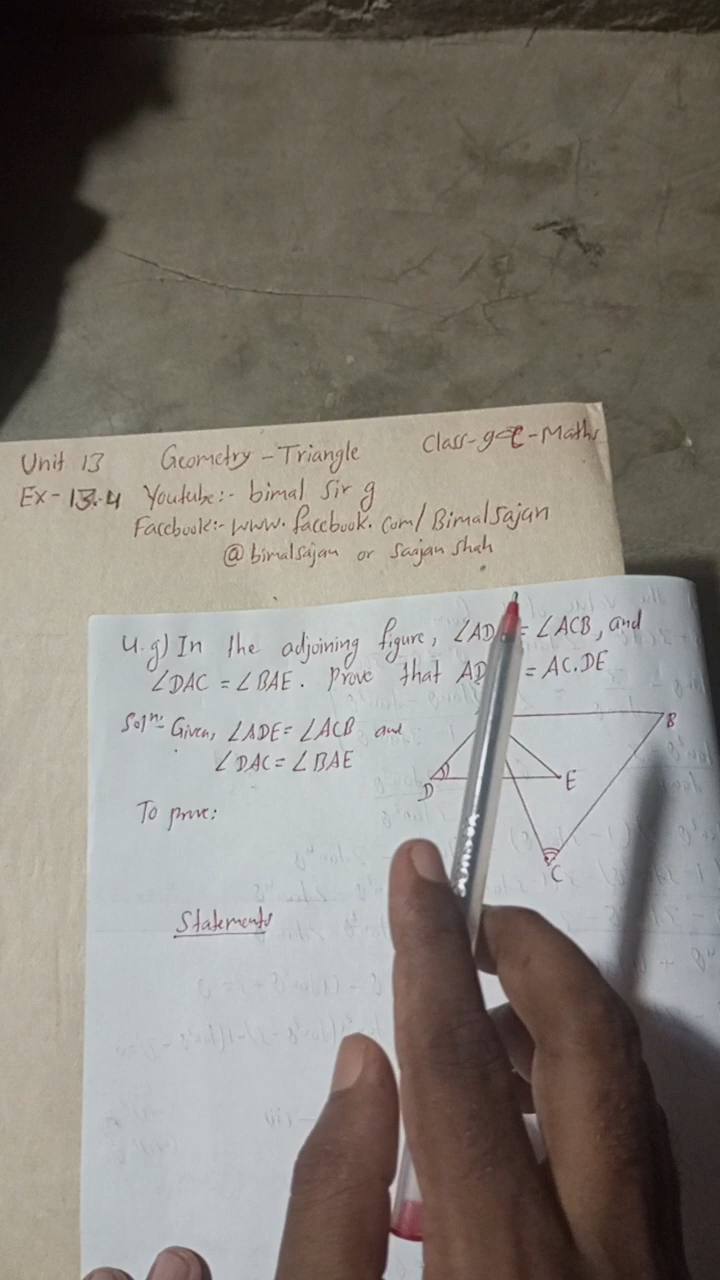 Unit 13 Geometry - Triangle Class - 9 - Maths
Ex - 13.4 Youtube:- bimal Sir g
Facebook:- www.facebook.com/Bimalsajan
@bimalsajan or Saajan Shah
4.g) In the adjoining figure, ∠AD = ∠ACB, and
∠DAC = ∠BAE. Prove that AD = AC.DE
Solⁿ:- Given, ∠ADE = ∠ACB and
∠DAC = ∠BAE
To prove:
B
D
E
C
Statements